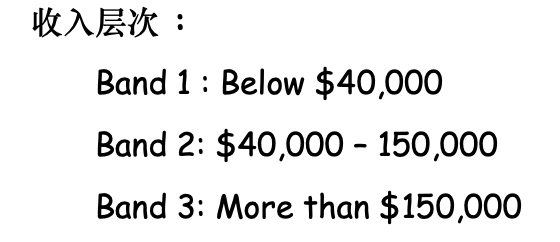 收入层次 :
Band 1 : Below $40,000
Band 2: $40,000 – 150,000
Band 3: More than $150,000